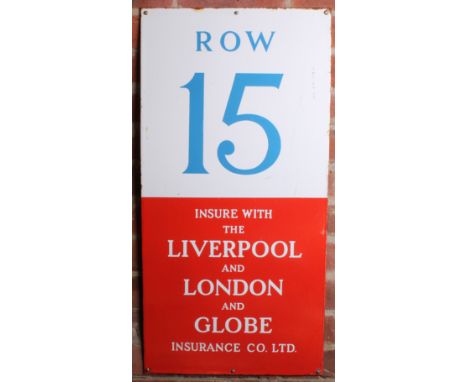 ROW
15
INSURE WITH
THE
LIVERPOOL
AND
LONDON
AND
GLOBE
INSURANCE CO. LTD.